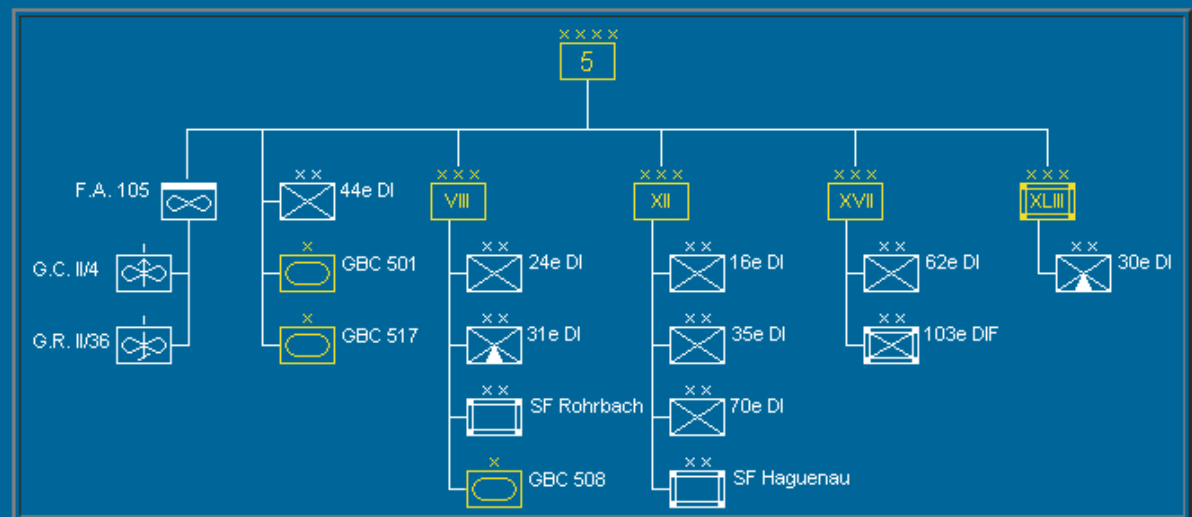 5
F.A. 105
44e DI
VIII
XII
XVII
XLIII
G.C. II/4
GBC 501
24e DI
16e DI
62e DI
30e DI
G.R. II/36
GBC 517
31e DI
35e DI
103e DIF
SF Rohrbach
70e DI
GBC 508
SF Haguenau